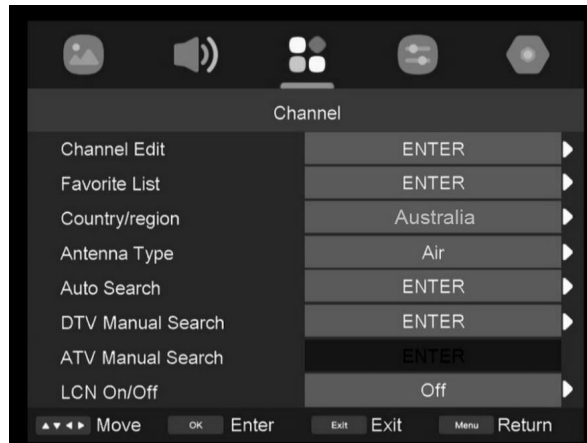 Channel
Channel Edit ENTER
Favorite List ENTER
Country/region Australia
Antenna Type Air
Auto Search ENTER
DTV Manual Search ENTER
ATV Manual Search ENTER
LCN On/Off Off
Move OK Enter Exit Exit Menu Return